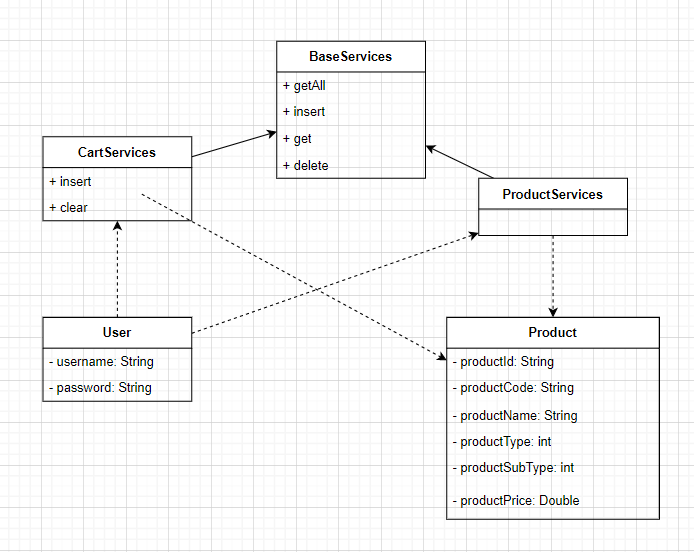 BaseServices
+ getAll
+ insert
+ get
+ delete
CartServices
+ insert
+ clear
ProductServices
User
- username: String
- password: String
Product
- productId: String
- productCode: String
- productName: String
- productType: int
- productSubType: int
- productPrice: Double